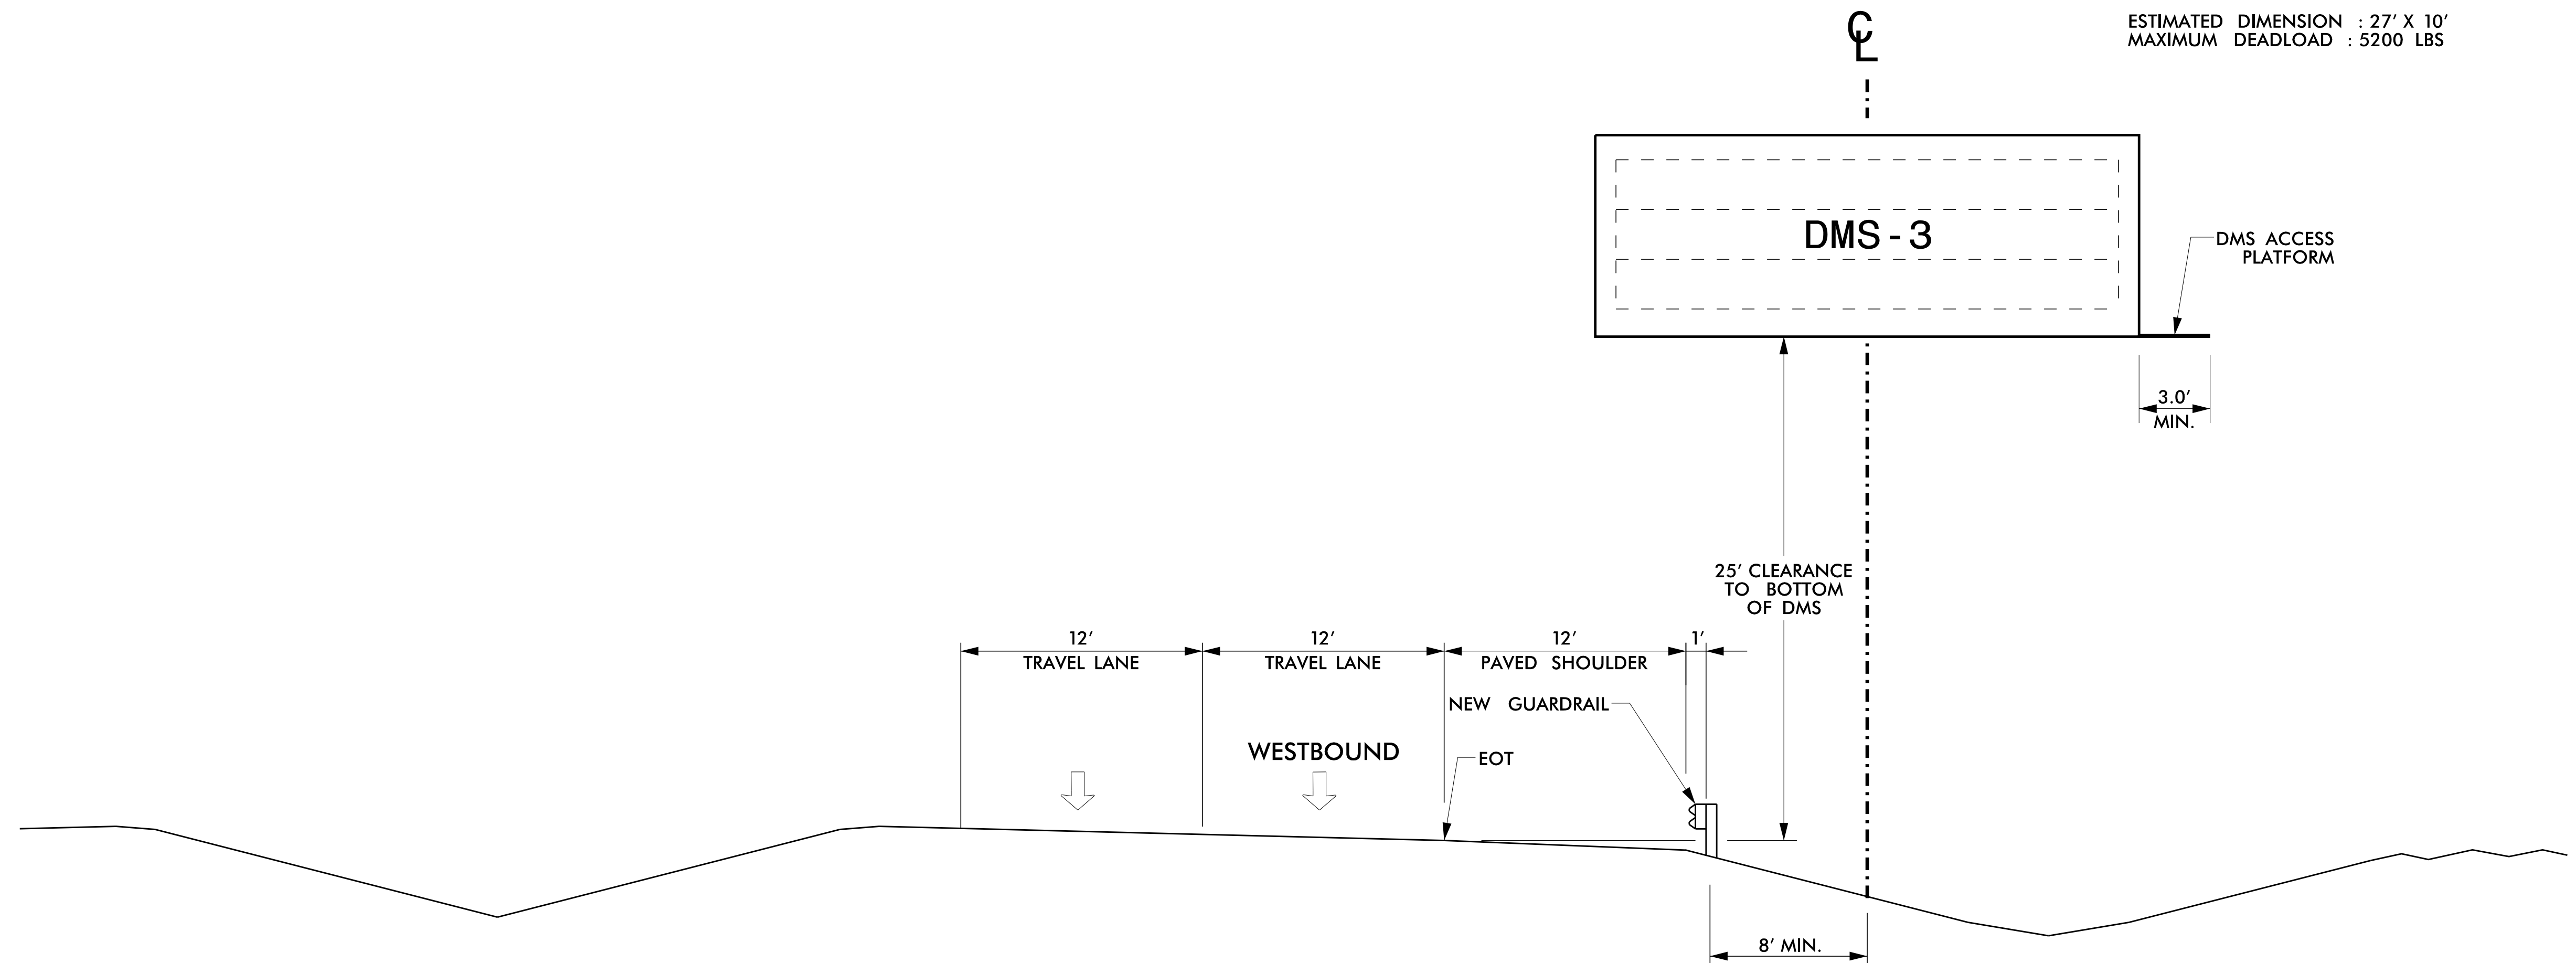 ℄
ESTIMATED DIMENSION : 27' X 10'
MAXIMUM DEADLOAD : 5200 LBS
DMS-3
DMS ACCESS
PLATFORM
3.0'
MIN.
25' CLEARANCE
TO BOTTOM
OF DMS
12'
TRAVEL LANE
12'
TRAVEL LANE
12'
PAVED SHOULDER
1'
NEW GUARDRAIL
WESTBOUND
EOT
8' MIN.